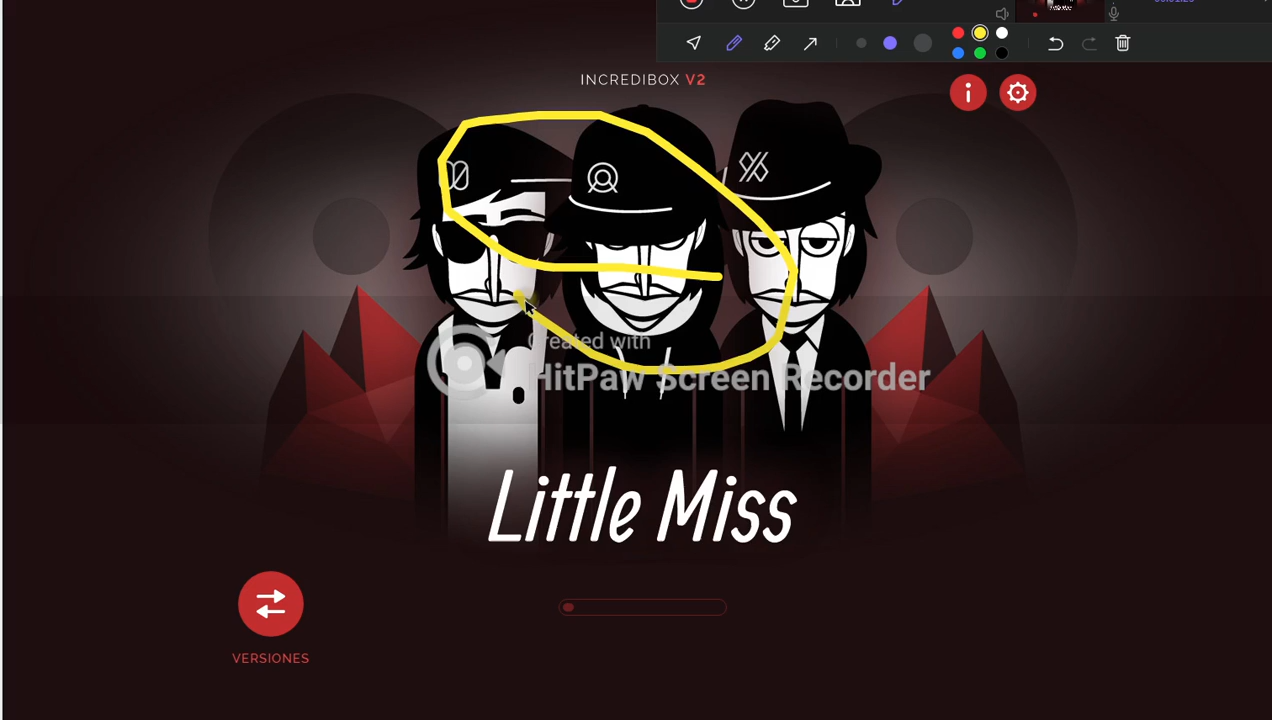 INCREDIBOX V2
Created with
HitPaw Screen Recorder
Little Miss
VERSIONES